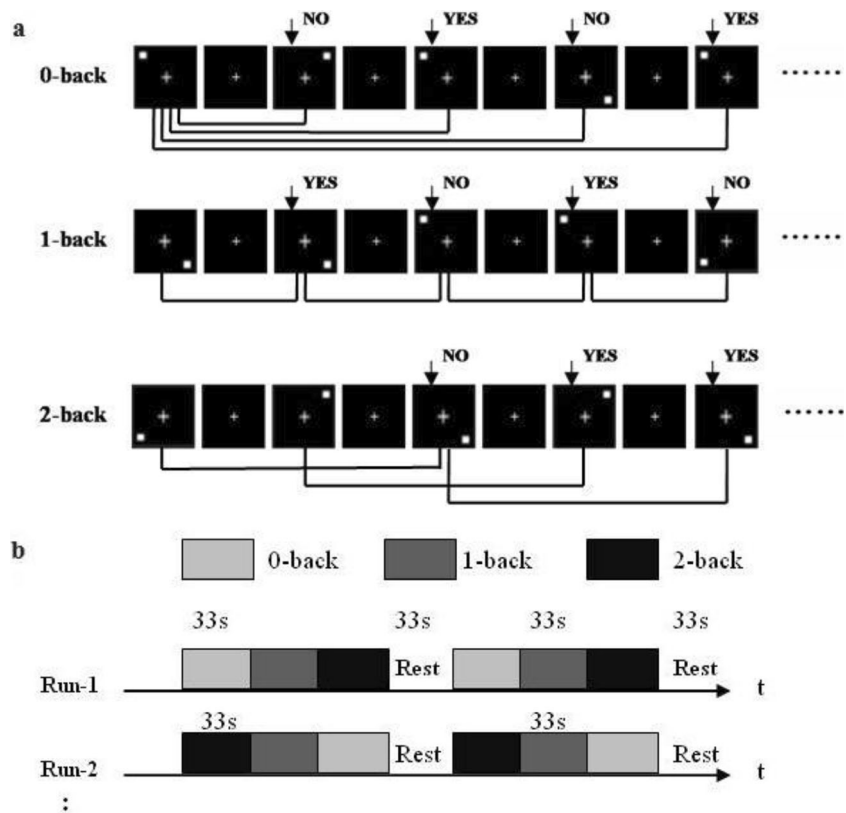 a
NO YES NO YES
0-back ......
YES NO YES NO
1-back ......
NO YES YES
2-back ......
b
0-back 1-back 2-back
33s 33s 33s 33s
Run-1 Rest Rest t
33s 33s
Run-2 Rest Rest t
: